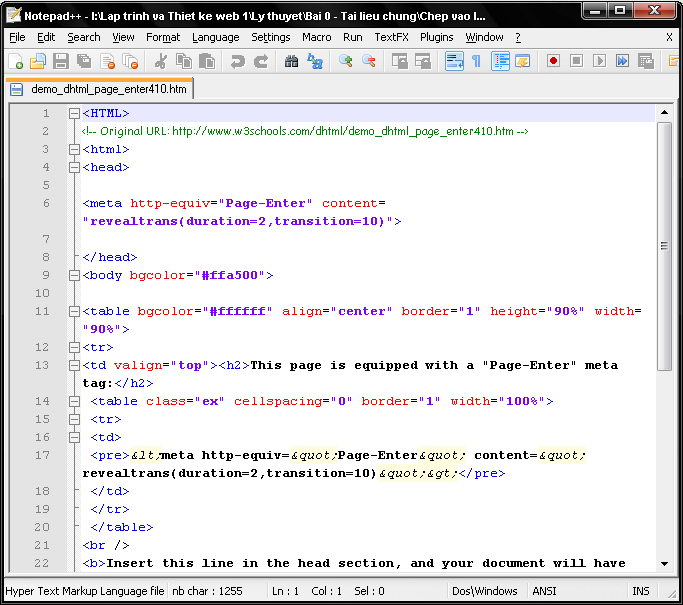 Notepad++ - I:\Lap trinh va Thiet ke web 1\Ly thuyet\Bai 0 - Tai lieu chung\Chep vao l...
File Edit Search View Format Language Settings Macro Run TextFX Plugins Window ? X
demo_dhtml_page_enter410.htm
1 <HTML>
2 <!-- Original URL: http://www.w3schools.com/dhtml/demo_dhtml_page_enter410.htm -->
3 <html>
4 <head>
5
6 <meta http-equiv="Page-Enter" content=
"revealtrans(duration=2,transition=10)">
7
8 </head>
9 <body bgcolor="#ffa500">
10
11 <table bgcolor="#ffffff" align="center" border="1" height="90%" width=
"90%">
12 <tr>
13 <td valign="top"><h2>This page is equipped with a "Page-Enter" meta
tag:</h2>
14 <table class="ex" cellspacing="0" border="1" width="100%">
15 <tr>
16 <td>
17 <pre>&lt;meta http-equiv=&quot;Page-Enter&quot; content=&quot;
revealtrans(duration=2,transition=10)&quot;&gt;</pre>
18 </td>
19 </tr>
20 </table>
21 <br />
22 <b>Insert this line in the head section, and your document will have
Hyper Text Markup Language file nb char : 1255 Ln : 1 Col : 1 Sel : 0 Dos\Windows ANSI INS